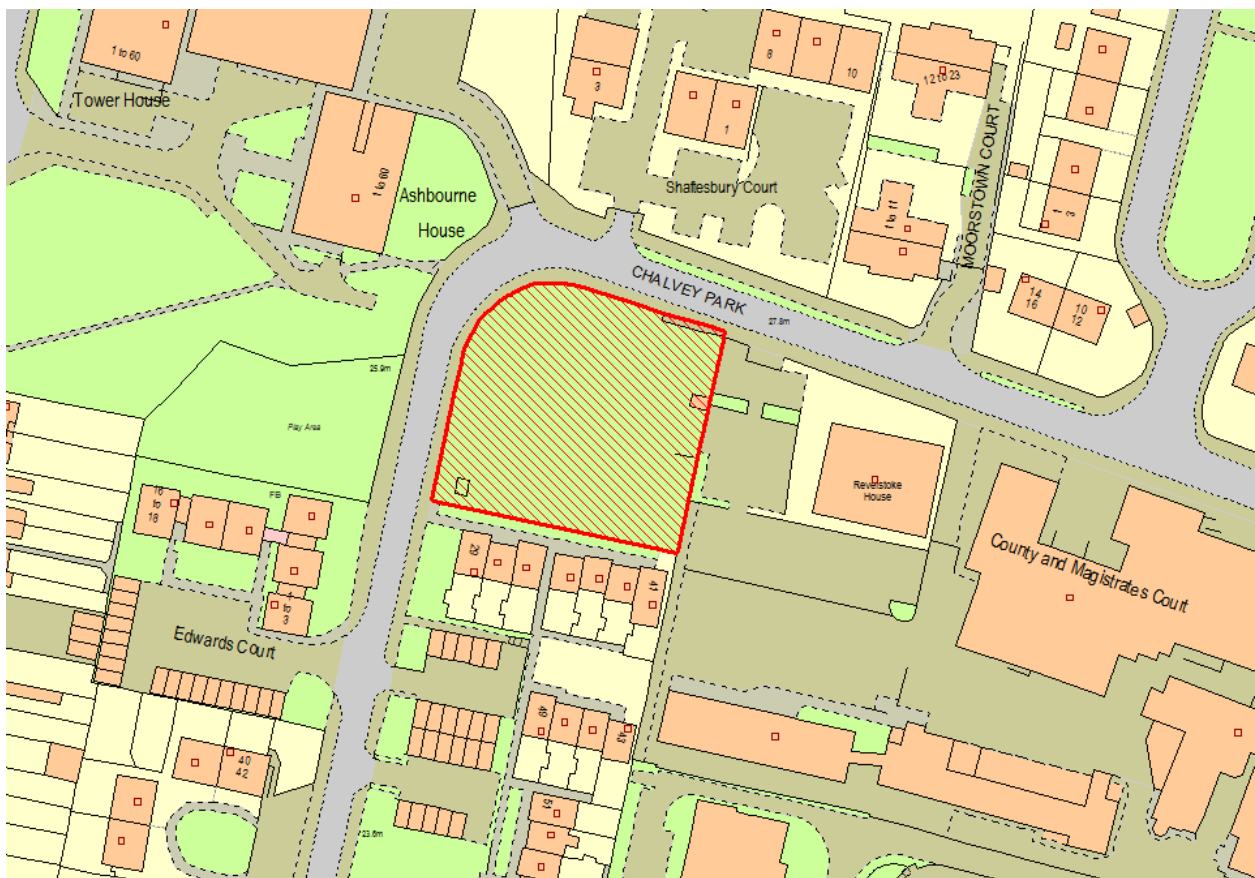 1 to 60
Tower House
1 to 60
Ashbourne
House
3
8
10
1
Shaftesbury Court
12 to 23
MOORSTOWN COURT
1
3
1 to 11
14
16
10
12
CHALVEY PARK
27.8m
25.9m
Play Area
FB
16
to
18
1
to
3
Edwards Court
29
41
Revelstoke
House
County and Magistrates Court
49
43
40
42
51
23.6m